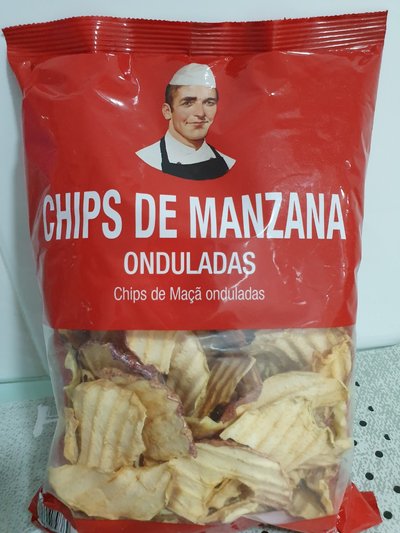 CHIPS DE MANZANA
ONDULADAS
Chips de Maçã onduladas